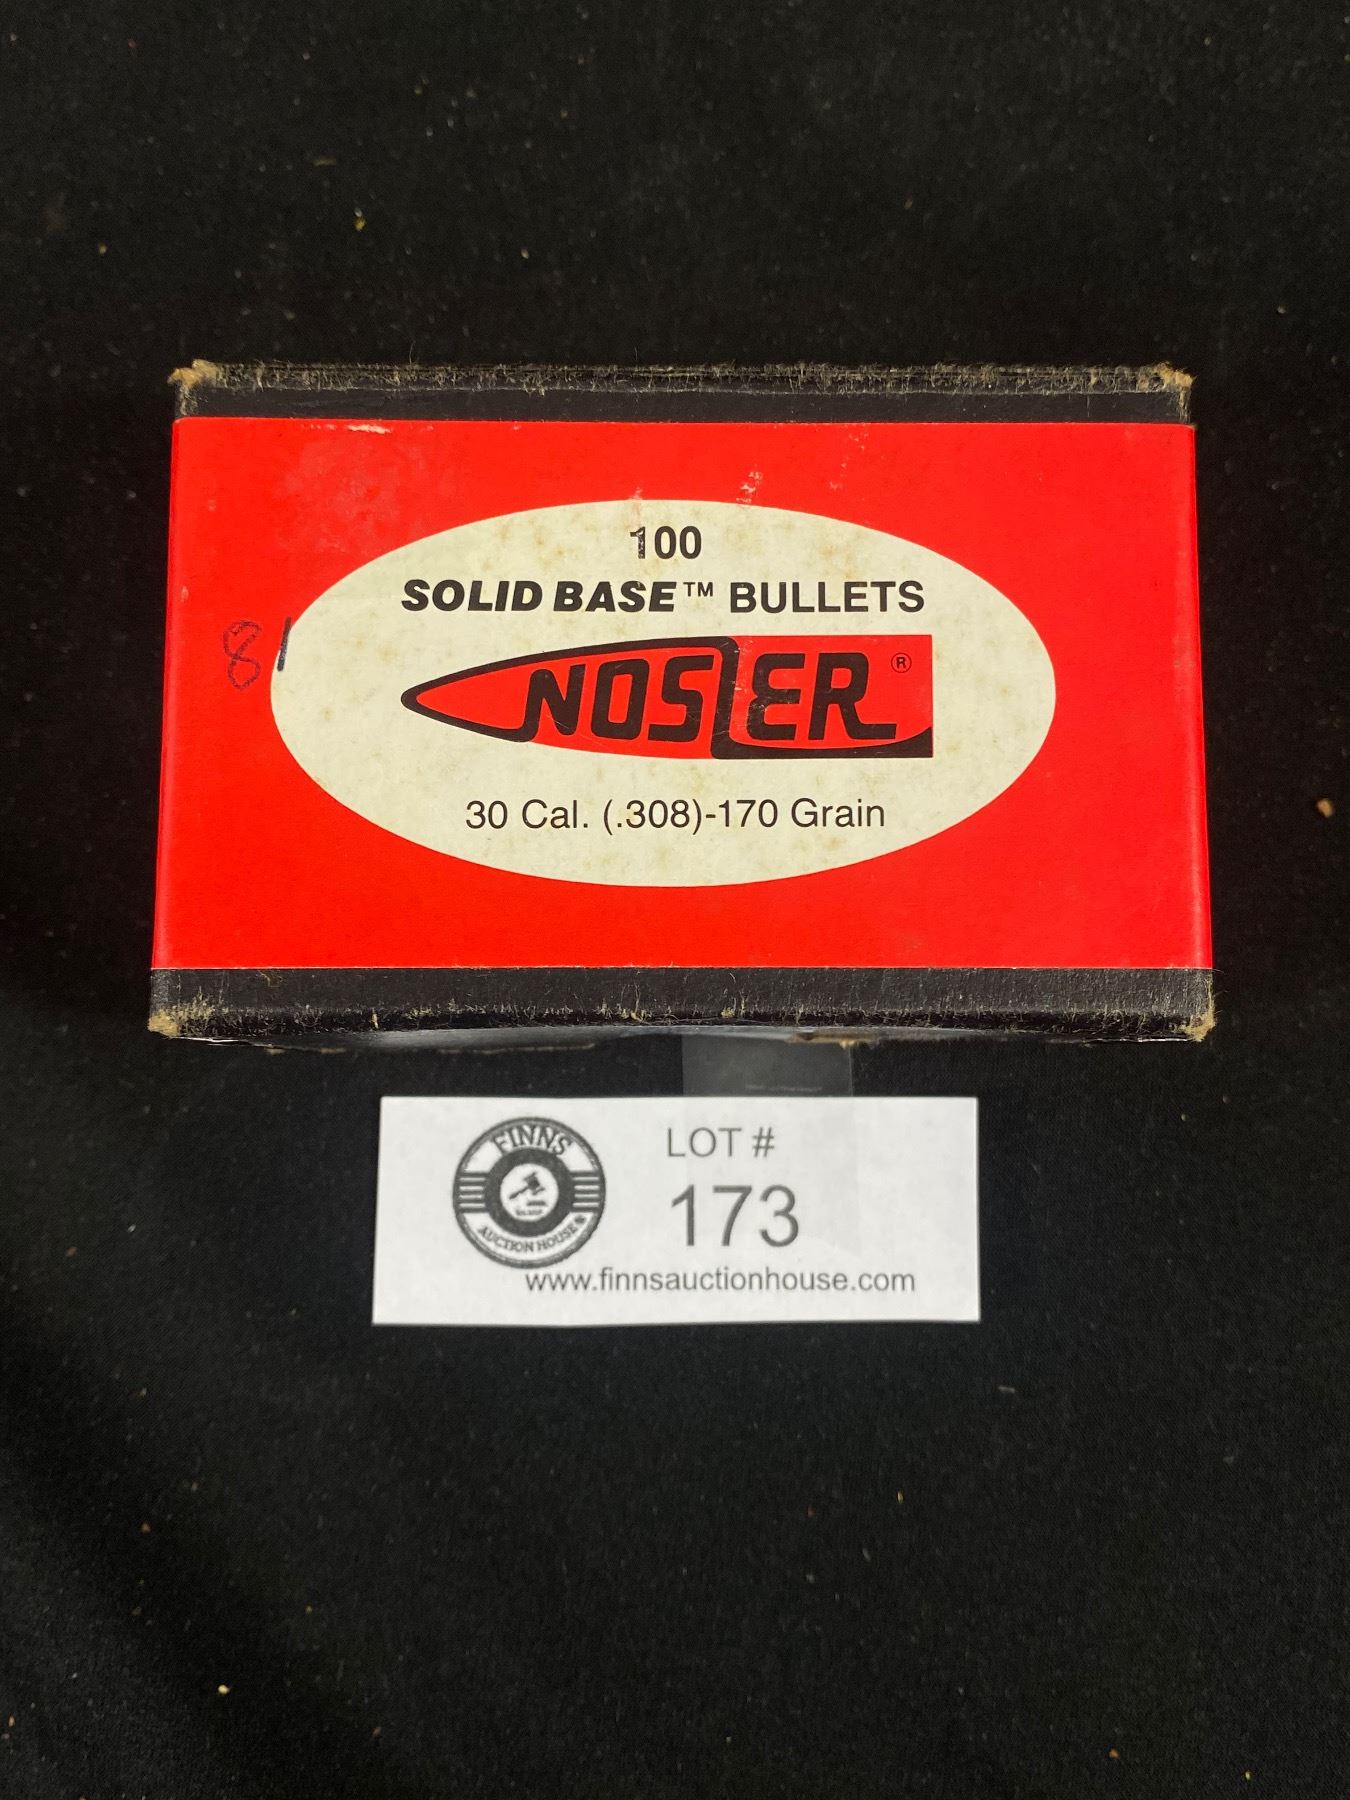 100
SOLID BASE™ BULLETS
NOSLER®
30 Cal. (.308)-170 Grain
81
FINNS
AUCTION HOUSE
LOT #
173
www.finnsauctionhouse.com